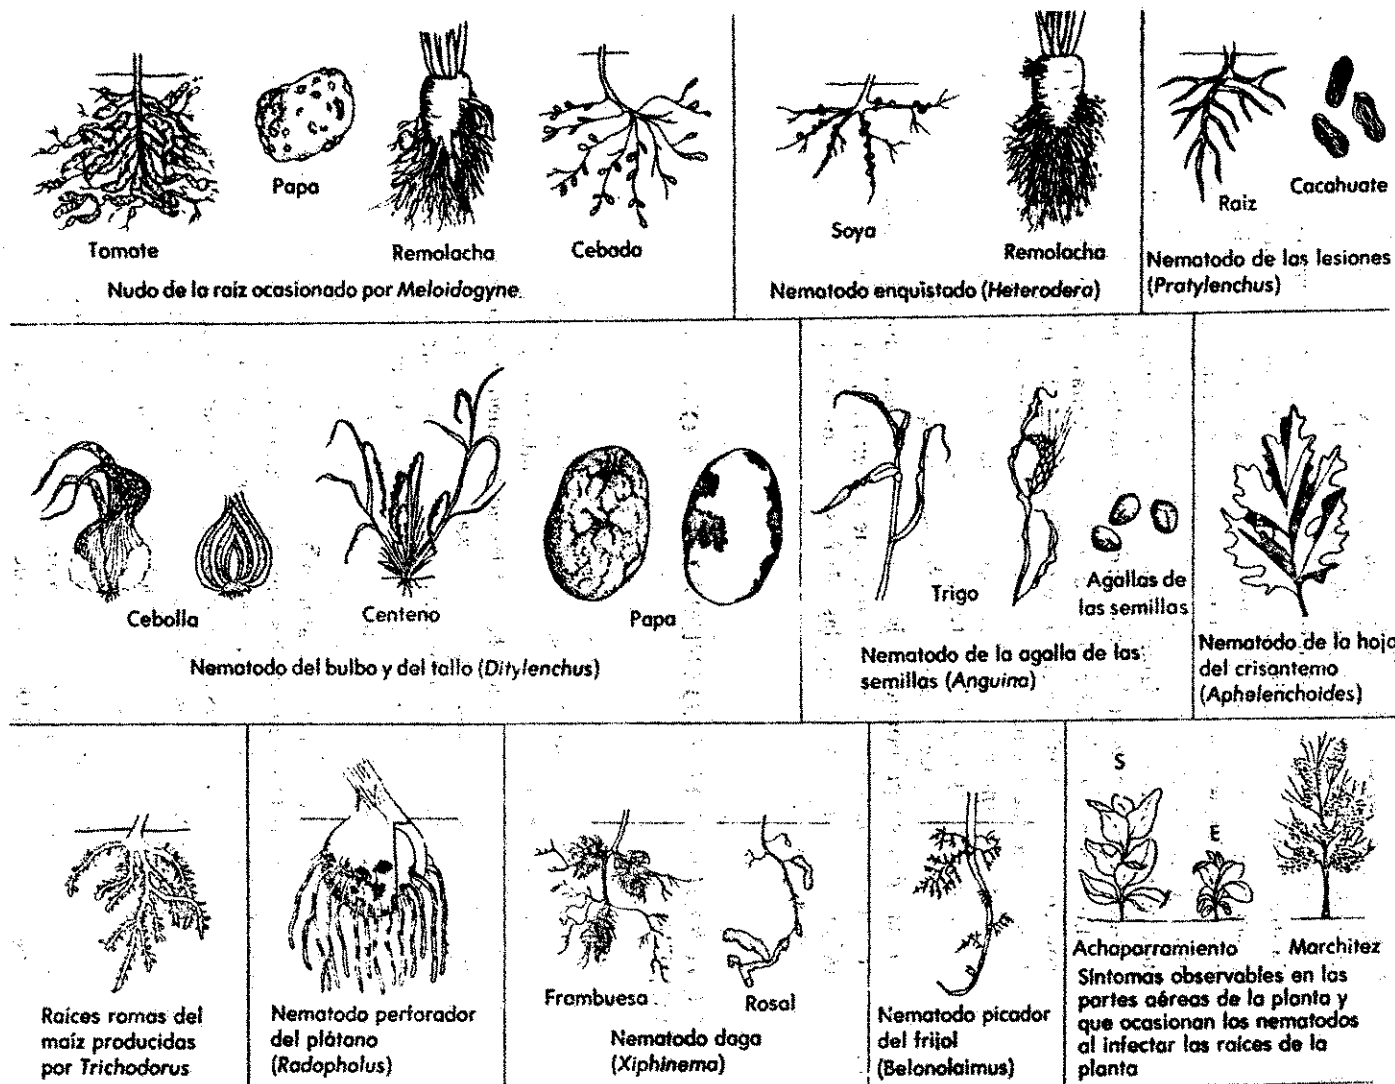 Tomate
Papa
Remolacha
Cebada
Nudo de la raíz ocasionado por Meloidogyne
Soya
Remolacha
Nematodo enquistado (Heterodera)
Raíz
Cacahuate
Nematodo de las lesiones
(Pratylenchus)
Cebolla
Centeno
Papa
Nematodo del bulbo y del tallo (Ditylenchus)
Trigo
Agallas de
las semillas
Nematodo de la agalla de las
semillas (Anguina)
Nematodo de la hoja
del crisantemo
(Aphelenchoides)
Raíces romas del
maíz producidas
por Trichodorus
Nematodo perforador
del plátano
(Radopholus)
Frambuesa
Rosal
Nematodo daga
(Xiphinema)
Nematodo picador
del frijol
(Belonolaimus)
S
E
Achaparramiento
Marchitez
Síntomas observables en las
partes aéreas de la planta y
que ocasionan los nematodos
al infectar las raíces de la
planta